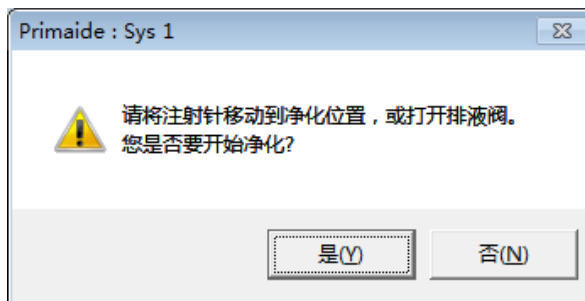 Primaide : Sys 1
请将注射针移动到净化位置，或打开排液阀。
您是否要开始净化?
是(Y)
否(N)